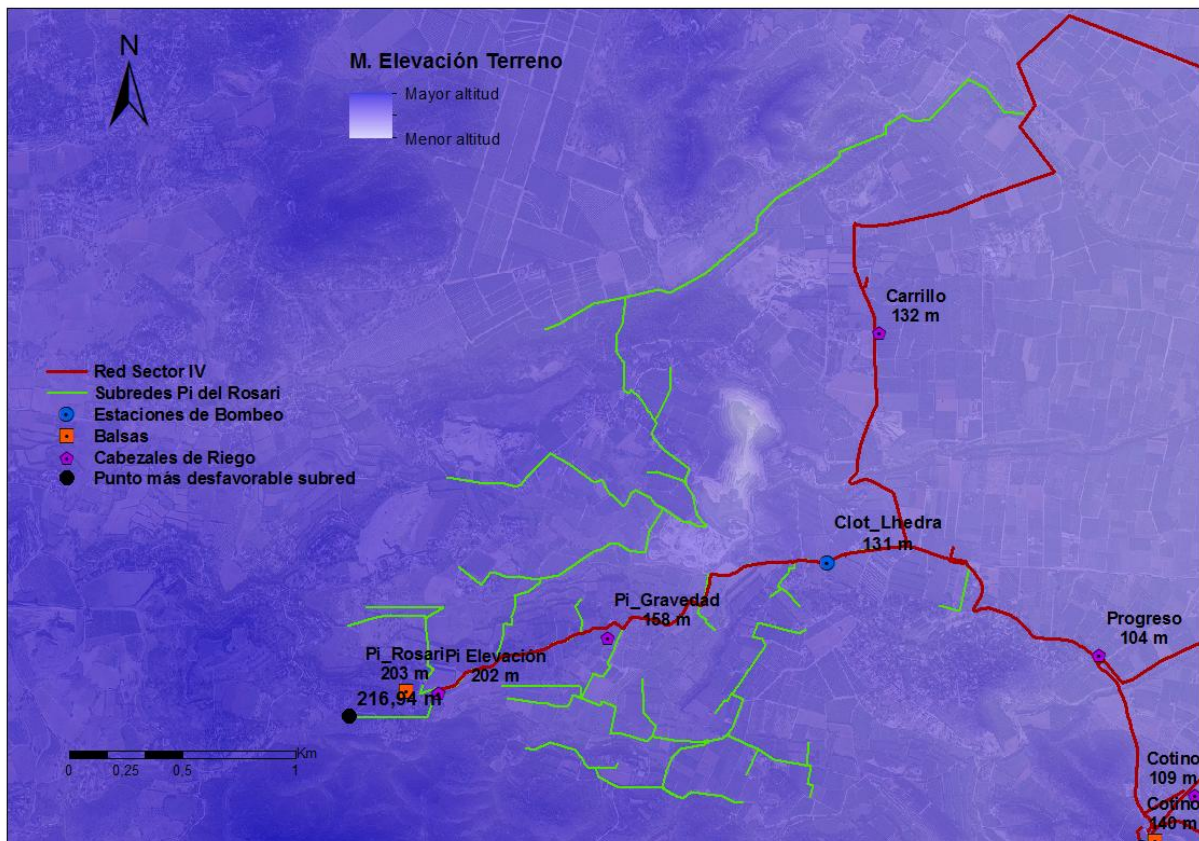 N
M. Elevación Terreno
Mayor altitud
Menor altitud
Carrillo
132 m
Red Sector IV
Subredes Pi del Rosari
Estaciones de Bombeo
Balsas
Cabezales de Riego
Punto más desfavorable subred
Clot_Lhedra
131 m
Pi_Gravedad
158 m
Progreso
104 m
Pi_Rosari
203 m
Pi Elevación
202 m
216,94 m
Km
0 0,25 0,5 1
Cotino
109 m
Cotino
140 m